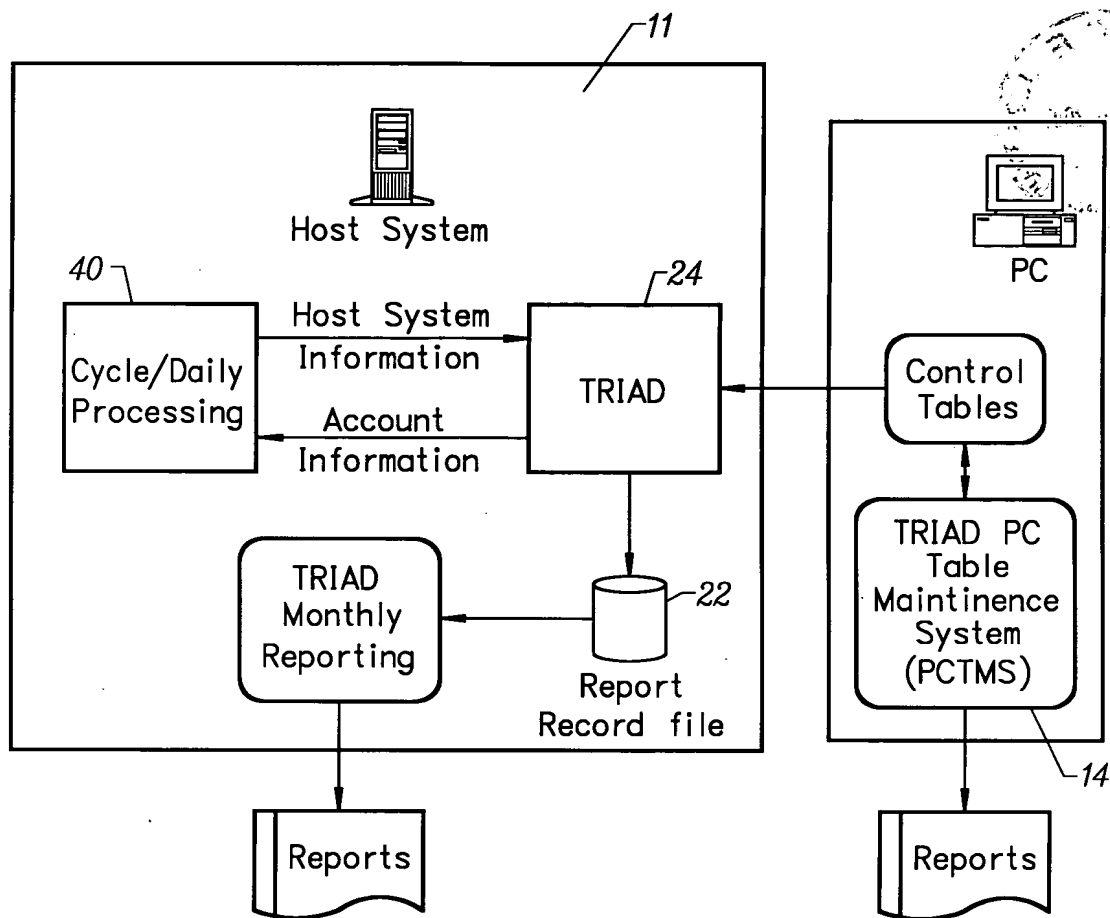 11
Host System
PC
40
24
Cycle/Daily
Processing
Host System
Information
Account
Information
TRIAD
Control
Tables
TRIAD PC
Table
Maintinence
System
(PCTMS)
14
TRIAD
Monthly
Reporting
22
Report
Record file
Reports
Reports